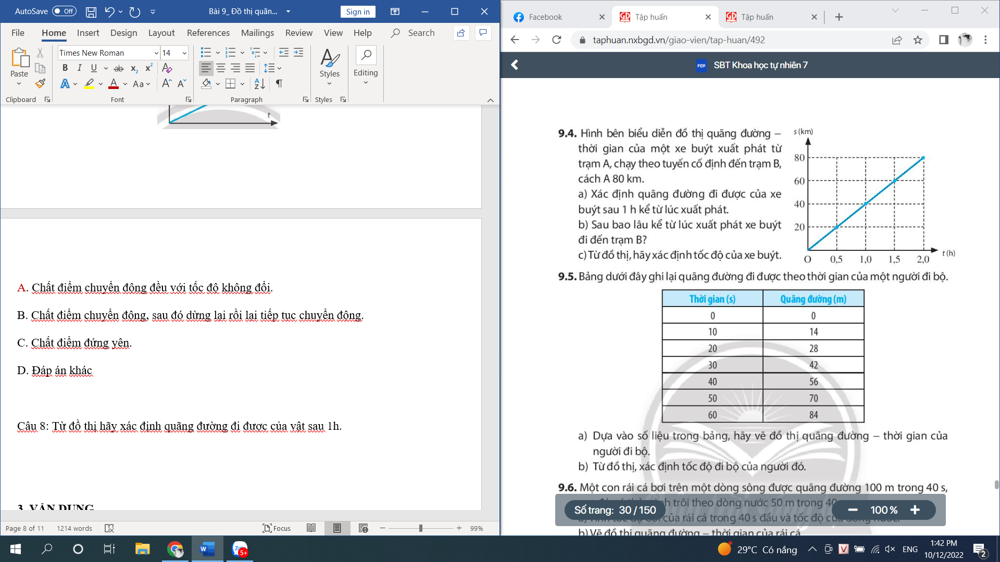 AutoSave Off Bài 9_ Đồ thị quãn... Sign in
File Home Insert Design Layout References Mailings Review View Help Search
Times New Roman 14
Paste
B I U ab x2 x2
A A Aa A A
Styles
Editing
Clipboard Font Paragraph Styles
t
A. Chất điểm chuyển động đều với tốc độ không đổi.
B. Chất điểm chuyển động, sau đó dừng lại rồi lại tiếp tục chuyển động.
C. Chất điểm đứng yên.
D. Đáp án khác
Câu 8: Từ đồ thị hãy xác định quãng đường đi được của vật sau 1h.
3. VẬN DỤNG
Page 8 of 11 1214 words Focus 99%
Facebook Tập huấn Tập huấn
taphuan.nxbgd.vn/giao-vien/tap-huan/492
PDF SBT Khoa học tự nhiên 7
9.4. Hình bên biểu diễn đồ thị quãng đường –
thời gian của một xe buýt xuất phát từ
trạm A, chạy theo tuyến cố định đến trạm B,
cách A 80 km.
a) Xác định quãng đường đi được của xe
buýt sau 1 h kể từ lúc xuất phát.
b) Sau bao lâu kể từ lúc xuất phát xe buýt
đi đến trạm B?
c) Từ đồ thị, hãy xác định tốc độ của xe buýt.
s (km)
80
60
40
20
O 0,5 1,0 1,5 2,0 t (h)
9.5. Bảng dưới đây ghi lại quãng đường đi được theo thời gian của một người đi bộ.
Thời gian (s) Quãng đường (m)
0 0
10 14
20 28
30 42
40 56
50 70
60 84
a) Dựa vào số liệu trong bảng, hãy vẽ đồ thị quãng đường – thời gian của
người đi bộ.
b) Từ đồ thị, xác định tốc độ đi bộ của người đó.
9.6. Một con rái cá bơi trên một dòng sông được quãng đường 100 m trong 40 s,
trôi theo dòng nước 50 m trong 40
của rái cá trong 40 s đầu và tốc độ
Số trang: 30 / 150 100 %
b) Vẽ đồ thị quãng đường – thời gian của rái cá
29°C Có nắng ENG 1:42 PM
10/12/2022 2
5+